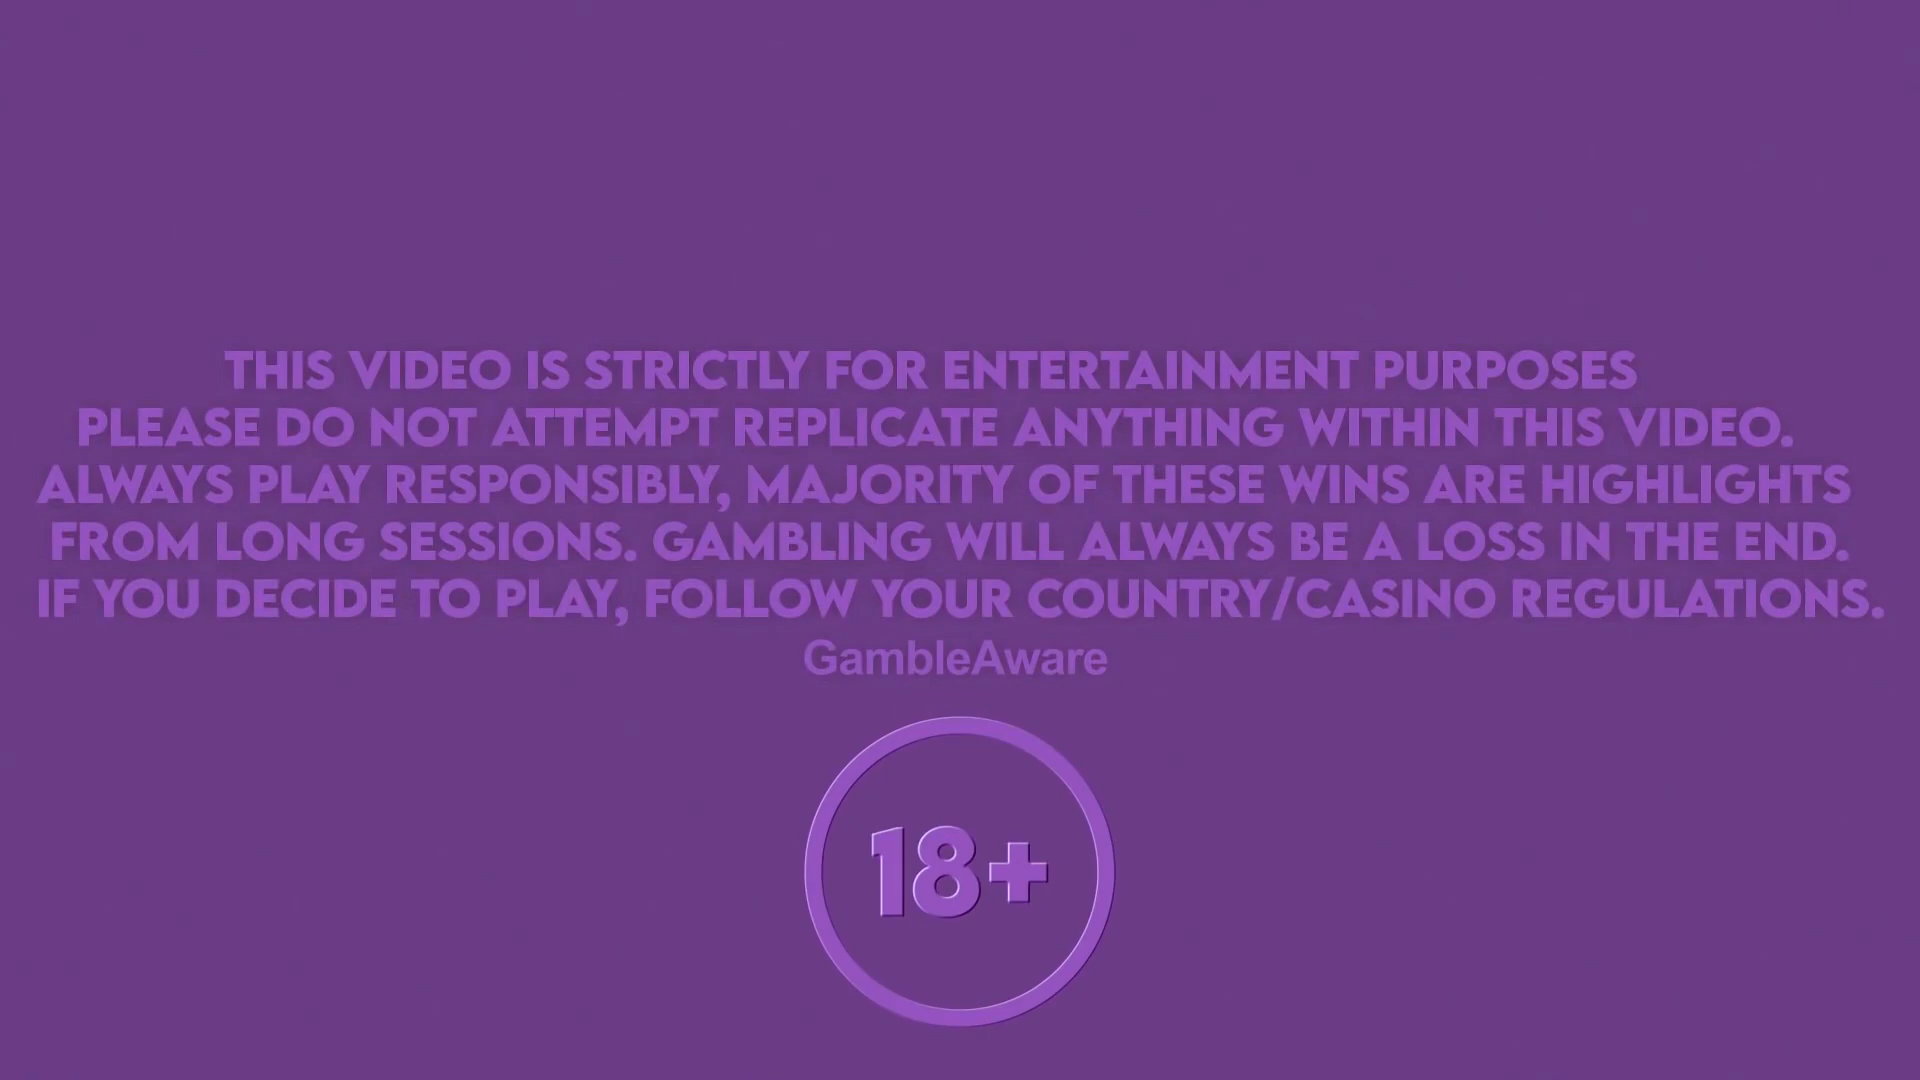 THIS VIDEO IS STRICTLY FOR ENTERTAINMENT PURPOSES
PLEASE DO NOT ATTEMPT REPLICATE ANYTHING WITHIN THIS VIDEO.
ALWAYS PLAY RESPONSIBLY, MAJORITY OF THESE WINS ARE HIGHLIGHTS
FROM LONG SESSIONS. GAMBLING WILL ALWAYS BE A LOSS IN THE END.
IF YOU DECIDE TO PLAY, FOLLOW YOUR COUNTRY/CASINO REGULATIONS.
GambleAware
18+